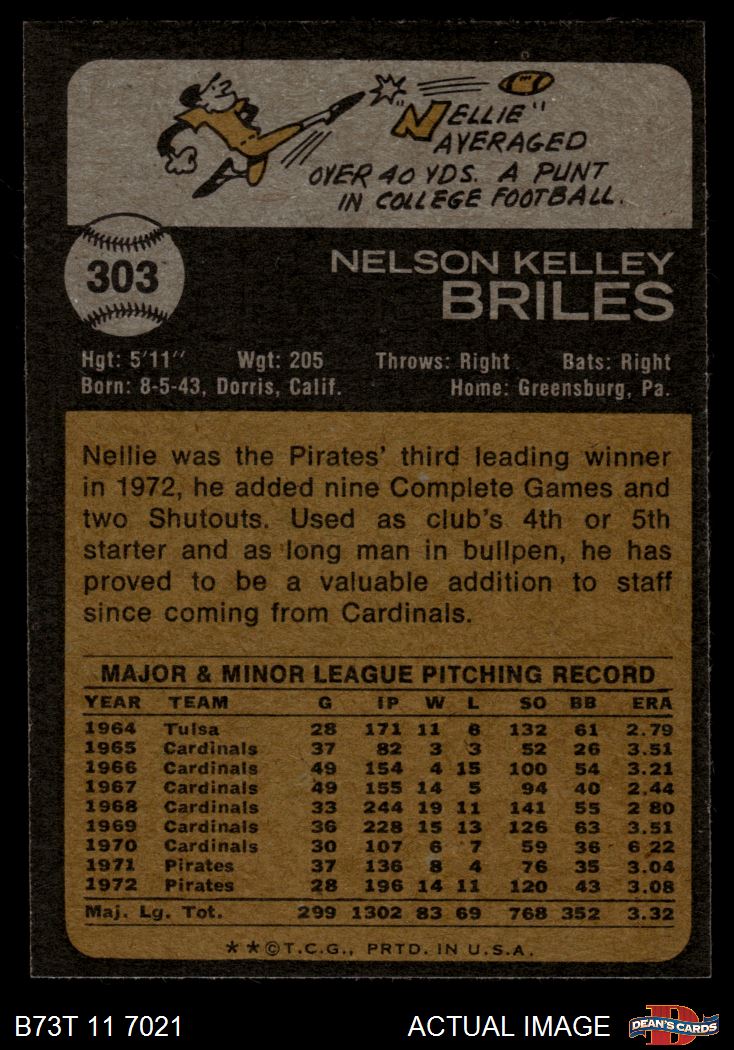 "NELLIE"
AVERAGED
OVER 40 YDS. A PUNT
IN COLLEGE FOOTBALL.
303
NELSON KELLEY
BRILES
Hgt: 5'11" Wgt: 205 Throws: Right Bats: Right
Born: 8-5-43, Dorris, Calif. Home: Greensburg, Pa.
Nellie was the Pirates' third leading winner
in 1972, he added nine Complete Games and
two Shutouts. Used as club's 4th or 5th
starter and as long man in bullpen, he has
proved to be a valuable addition to staff
since coming from Cardinals.
MAJOR & MINOR LEAGUE PITCHING RECORD
YEAR TEAM G IP W L SO BB ERA
1964 Tulsa 28 171 11 6 132 61 2.79
1965 Cardinals 37 82 3 3 52 26 3.51
1966 Cardinals 49 154 4 15 100 54 3.21
1967 Cardinals 49 155 14 5 94 40 2.44
1968 Cardinals 33 244 19 11 141 55 2 80
1969 Cardinals 36 228 15 13 126 63 3.51
1970 Cardinals 30 107 6 7 59 36 6 22
1971 Pirates 37 136 8 4 76 35 3.04
1972 Pirates 28 196 14 11 120 43 3.08
Maj. Lg. Tot. 299 1302 83 69 768 352 3.32
**©T.C.G., PRTD. IN U.S.A.
B73T 11 7021 ACTUAL IMAGE D DEAN'S CARDS